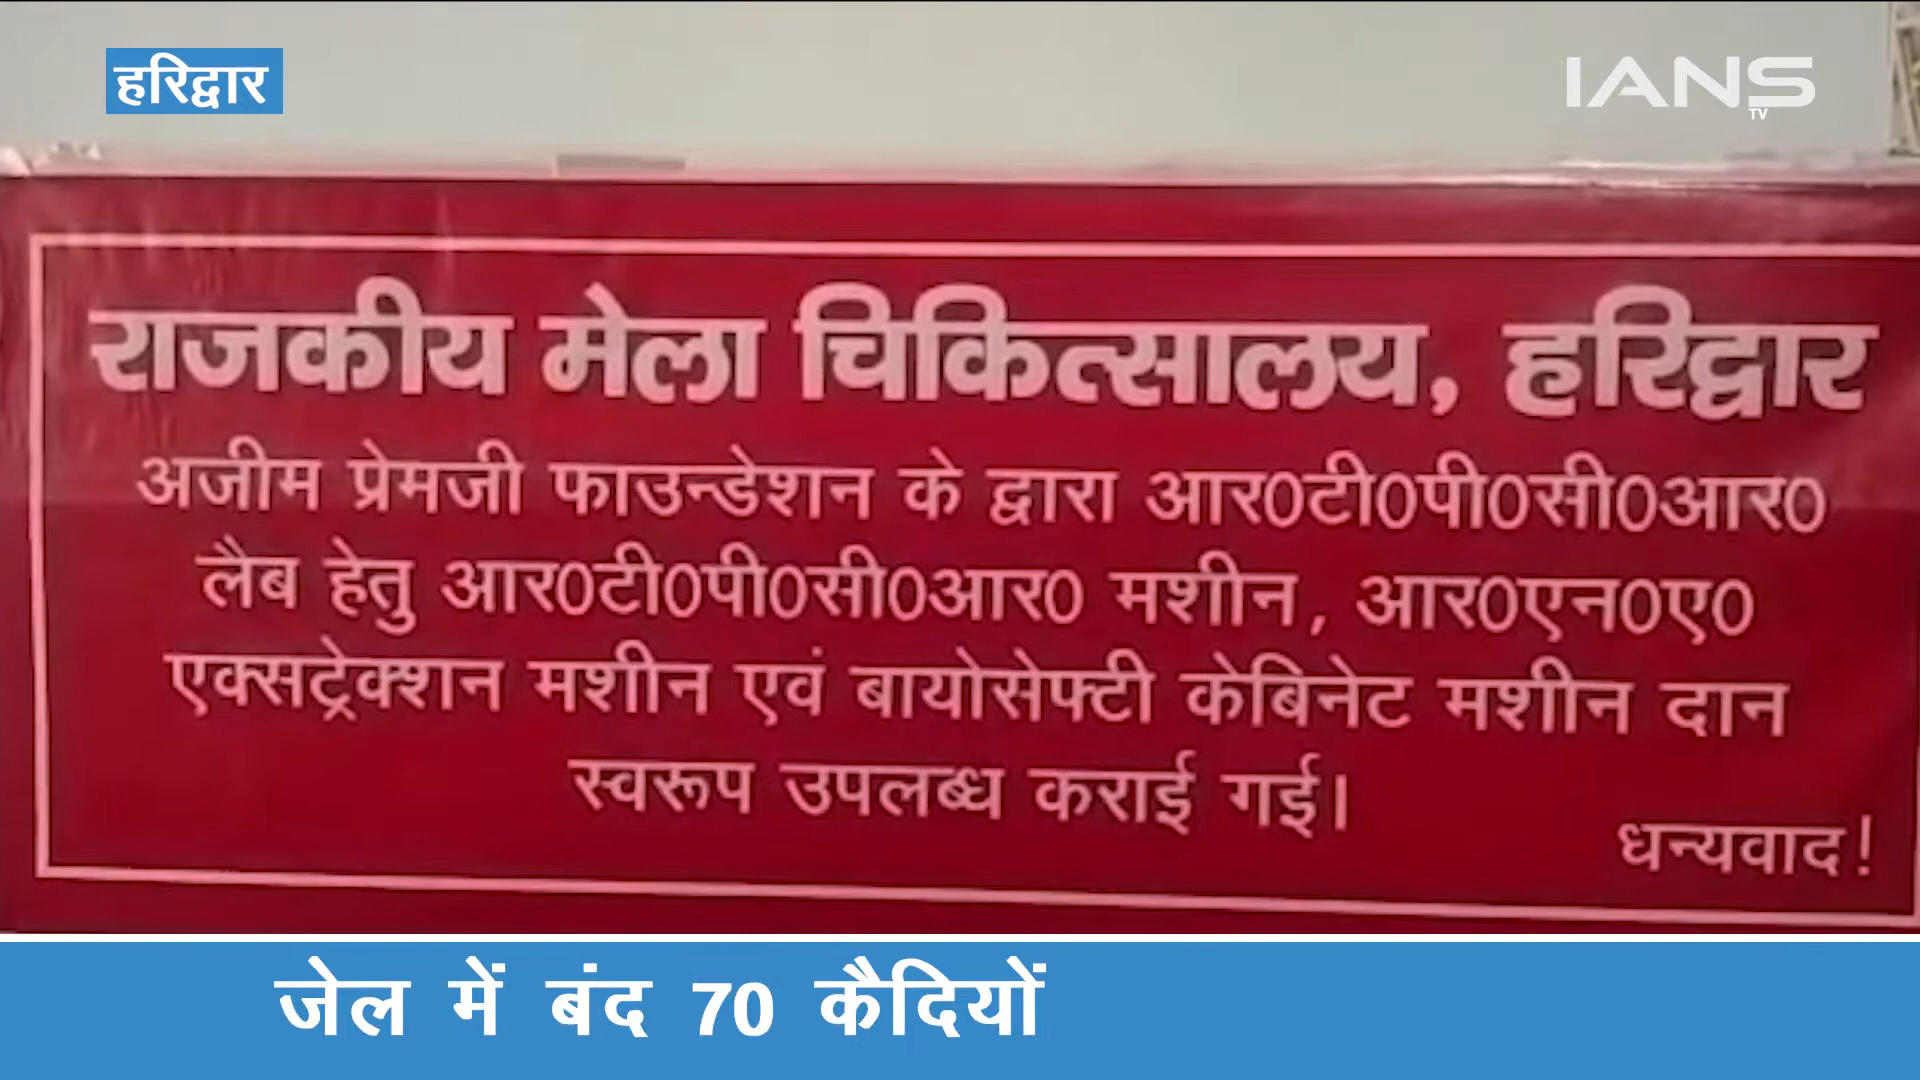 हरिद्वार
IANS
TV
राजकीय मेला चिकित्सालय, हरिद्वार
अजीम प्रेमजी फाउन्डेशन के द्वारा आर0टी0पी0सी0आर0
लैब हेतु आर0टी0पी0सी0आर0 मशीन, आर0एन0ए0
एक्सट्रेक्शन मशीन एवं बायोसेफ्टी केबिनेट मशीन दान
स्वरूप उपलब्ध कराई गई।
धन्यवाद!
जेल में बंद 70 कैदियों